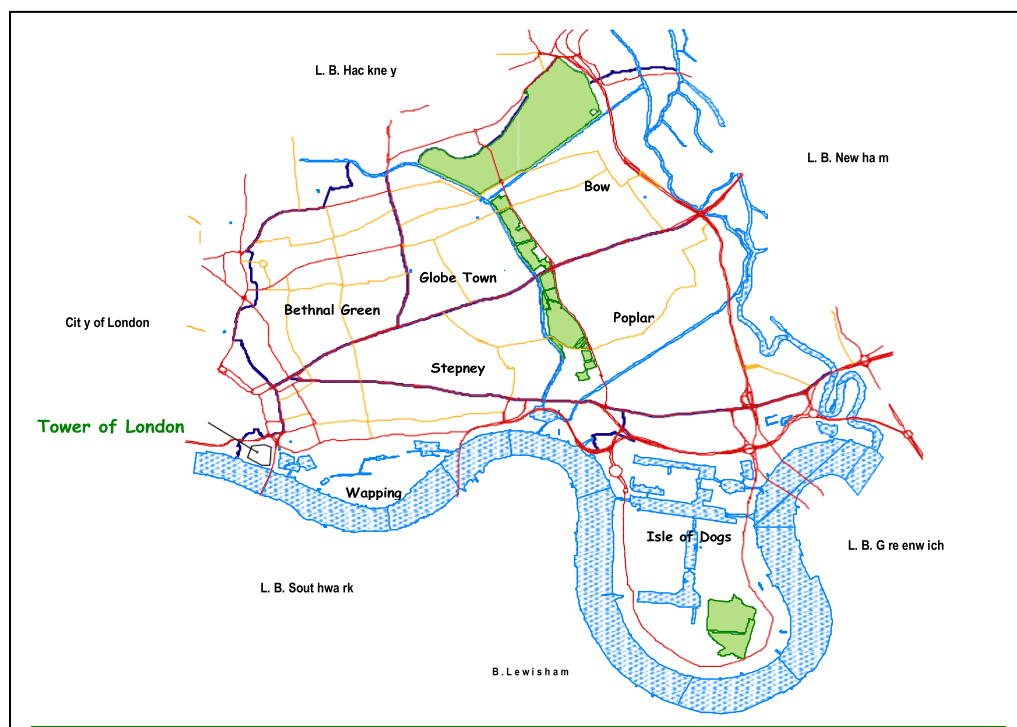 L. B. Hac kne y
L. B. New ha m
Bow
Globe Town
Bethnal Green
Cit y of London
Poplar
Stepney
Tower of London
Wapping
Isle of Dogs
L. B. G re enw ich
L. B. Sout hwa rk
B. Lewisham